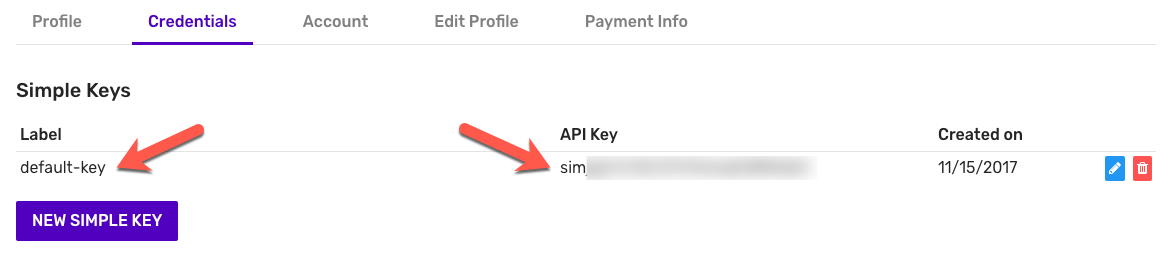 Profile Credentials Account Edit Profile Payment Info
Simple Keys
Label API Key Created on
default-key sim 11/15/2017
NEW SIMPLE KEY